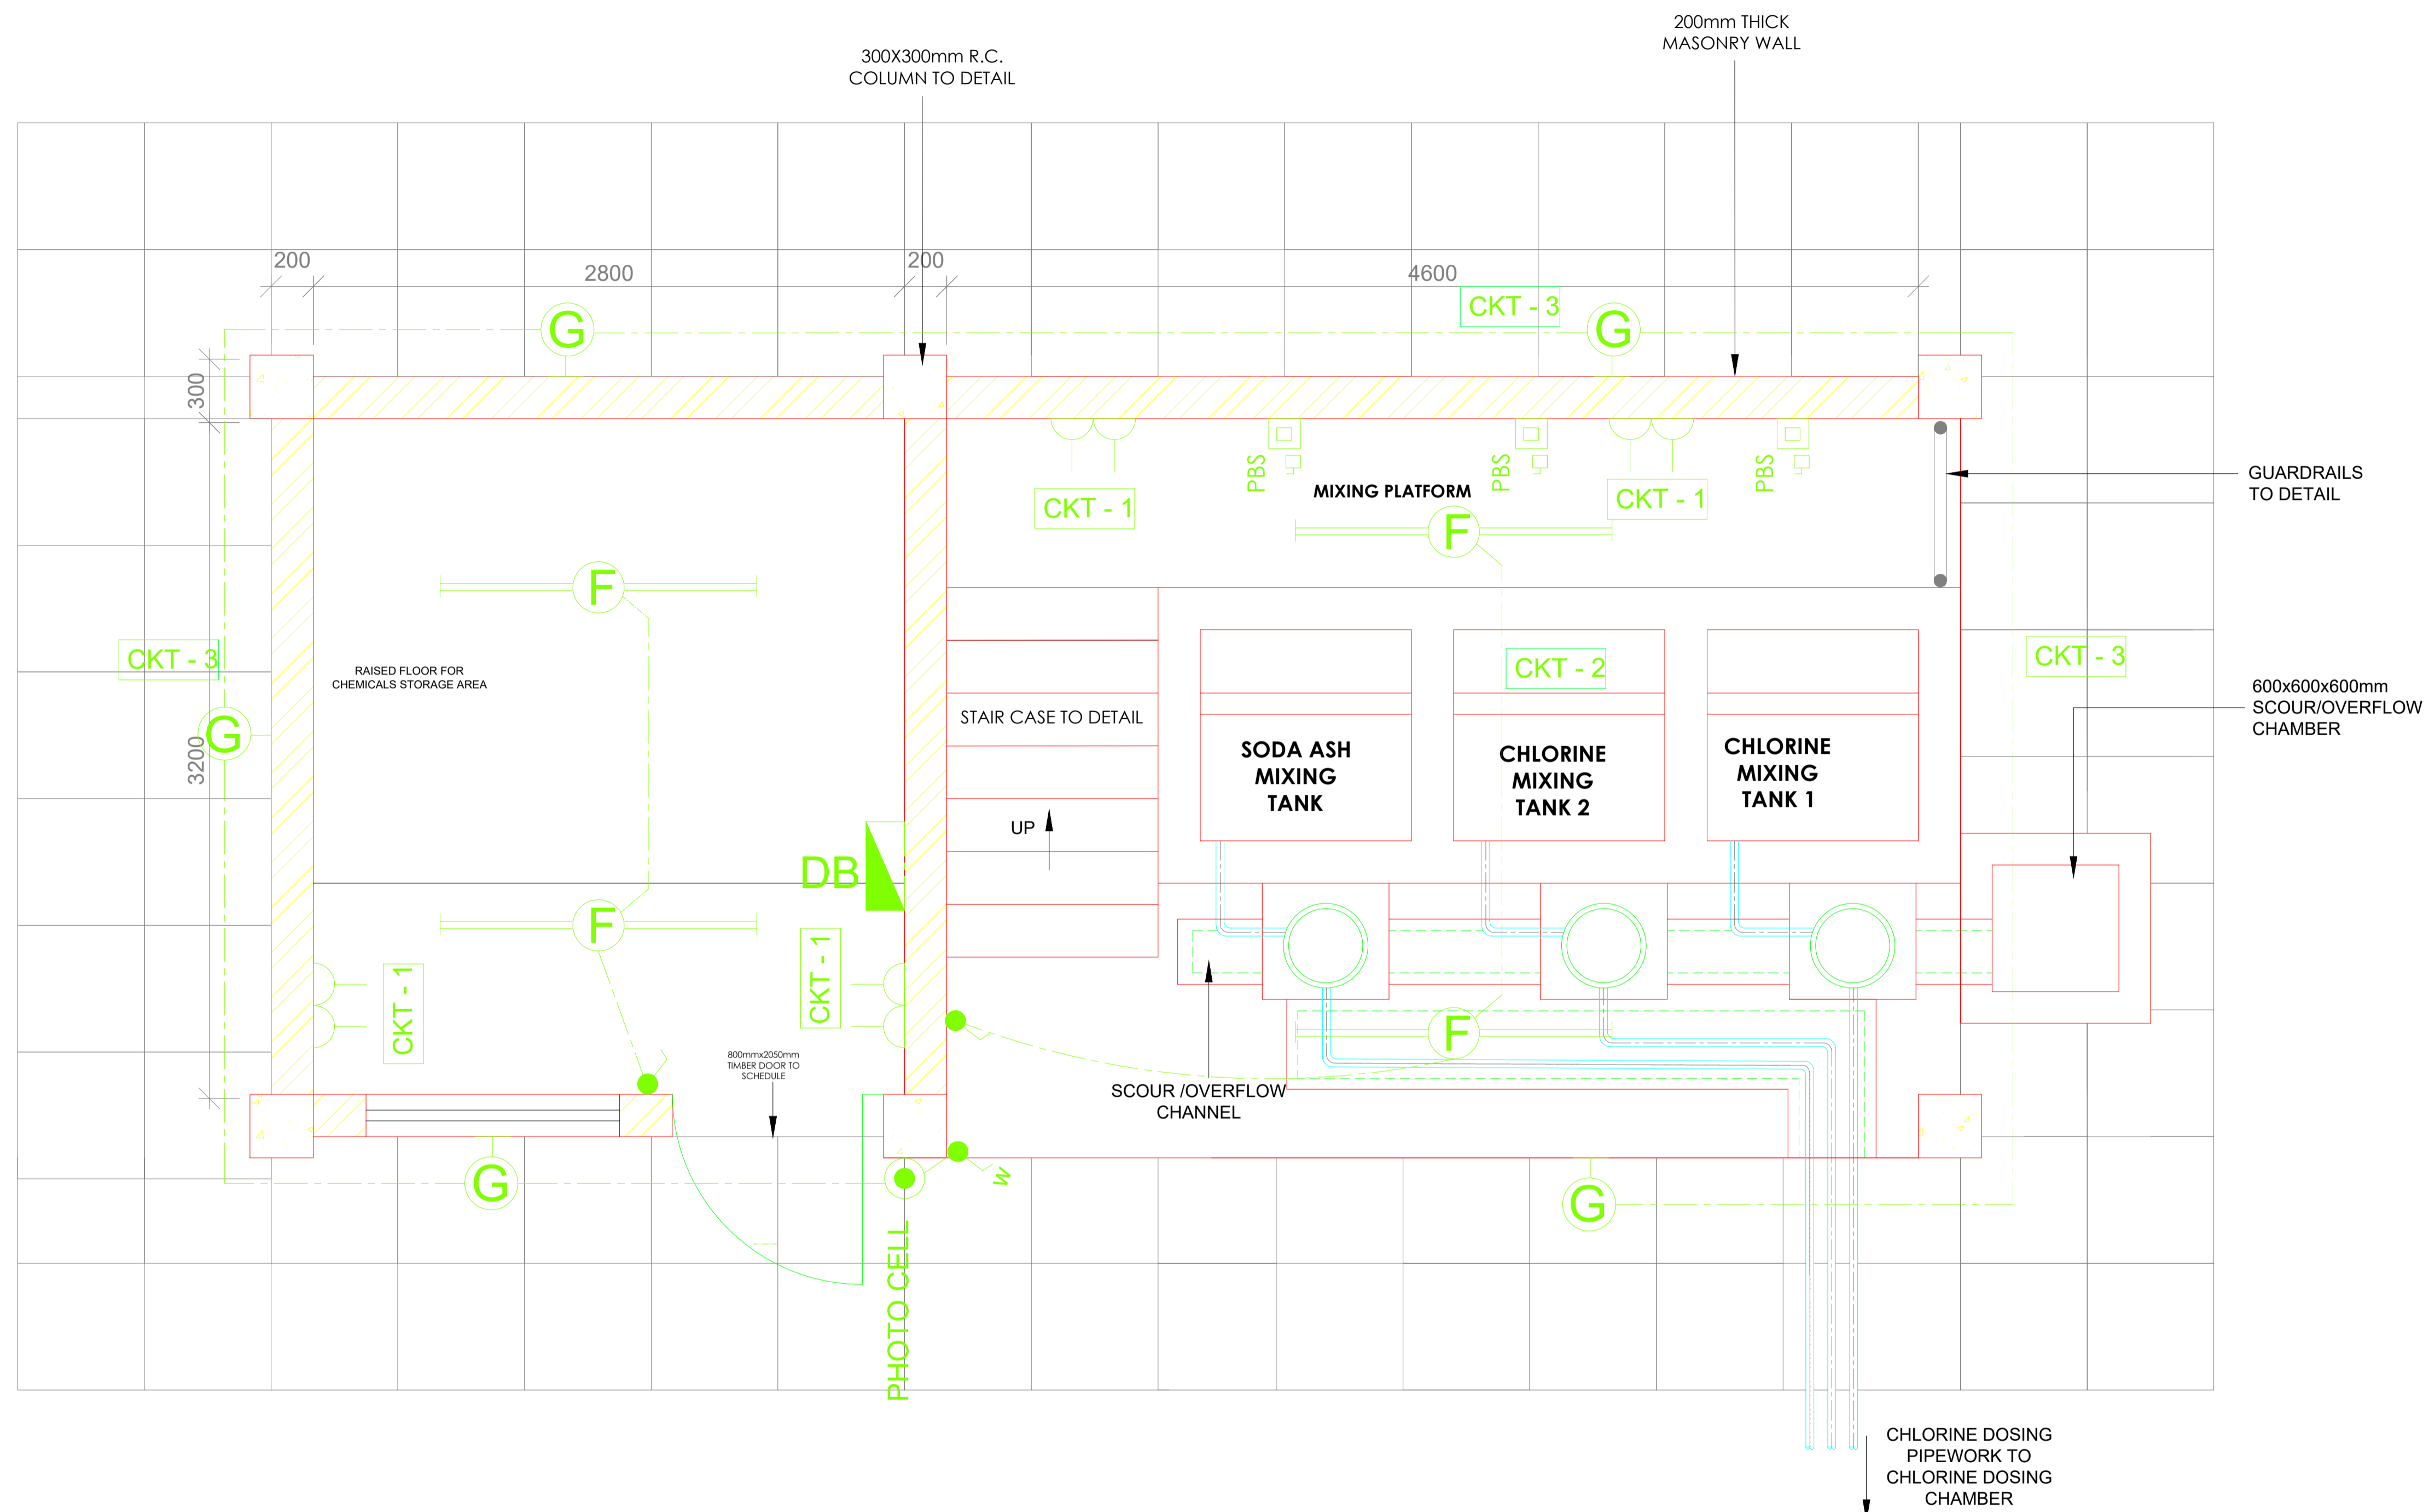 200mm THICK
MASONRY WALL
300X300mm R.C.
COLUMN TO DETAIL
200
2800
200
4600
CKT - 3
G
G
300
PBS
PBS
PBS
MIXING PLATFORM
CKT - 1
CKT - 1
GUARDRAILS
TO DETAIL
F
F
CKT - 3
RAISED FLOOR FOR
CHEMICALS STORAGE AREA
CKT - 2
CKT - 3
600x600x600mm
SCOUR/OVERFLOW
CHAMBER
G
3200
STAIR CASE TO DETAIL
SODA ASH
MIXING
TANK
CHLORINE
MIXING
TANK 2
CHLORINE
MIXING
TANK 1
UP
DB
F
CKT - 1
CKT - 1
F
800mmx2050mm
TIMBER DOOR TO
SCHEDULE
SCOUR /OVERFLOW
CHANNEL
G
w
G
PHOTO CELL
CHLORINE DOSING
PIPEWORK TO
CHLORINE DOSING
CHAMBER